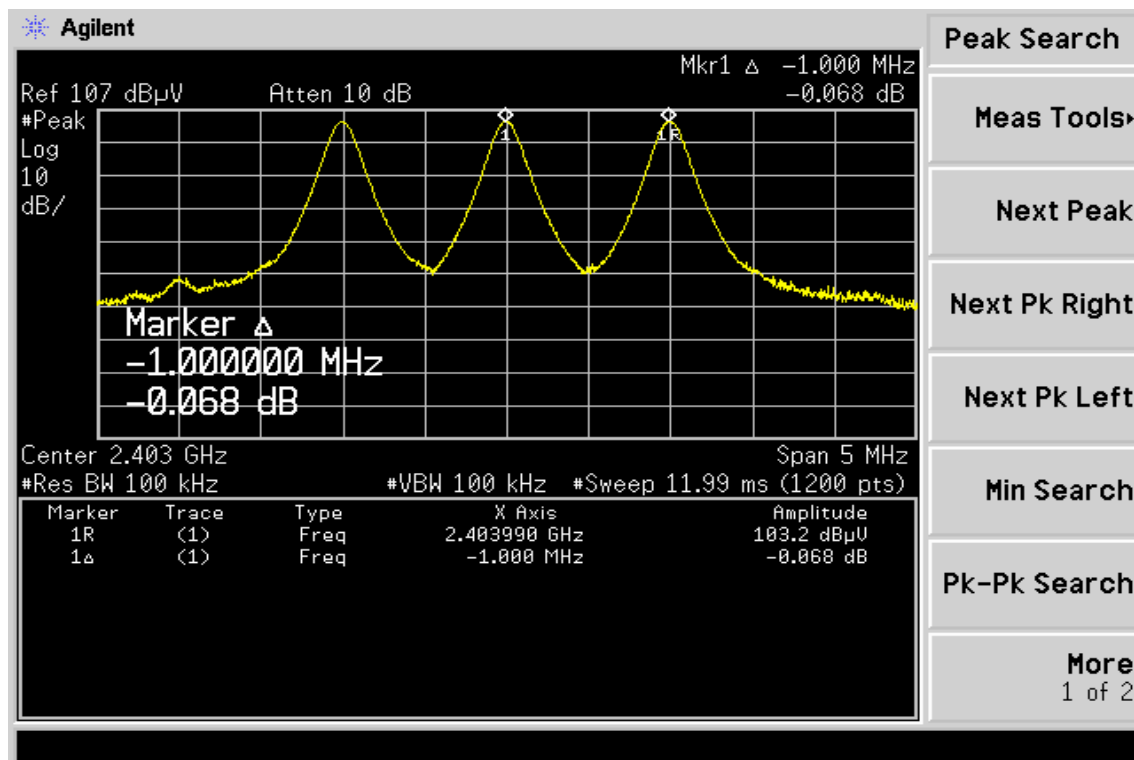 Agilent
Peak Search
Mkr1 Δ -1.000 MHz
Ref 107 dBµV Atten 10 dB -0.068 dB
#Peak
Log
10
dB/
1
1R
Marker Δ
-1.000000 MHz
-0.068 dB
Center 2.403 GHz Span 5 MHz
#Res BW 100 kHz #VBW 100 kHz #Sweep 11.99 ms (1200 pts)
Marker Trace Type X Axis Amplitude
1R (1) Freq 2.403990 GHz 103.2 dBµV
1Δ (1) Freq -1.000 MHz -0.068 dB
Meas Tools
Next Peak
Next Pk Right
Next Pk Left
Min Search
Pk-Pk Search
More
1 of 2